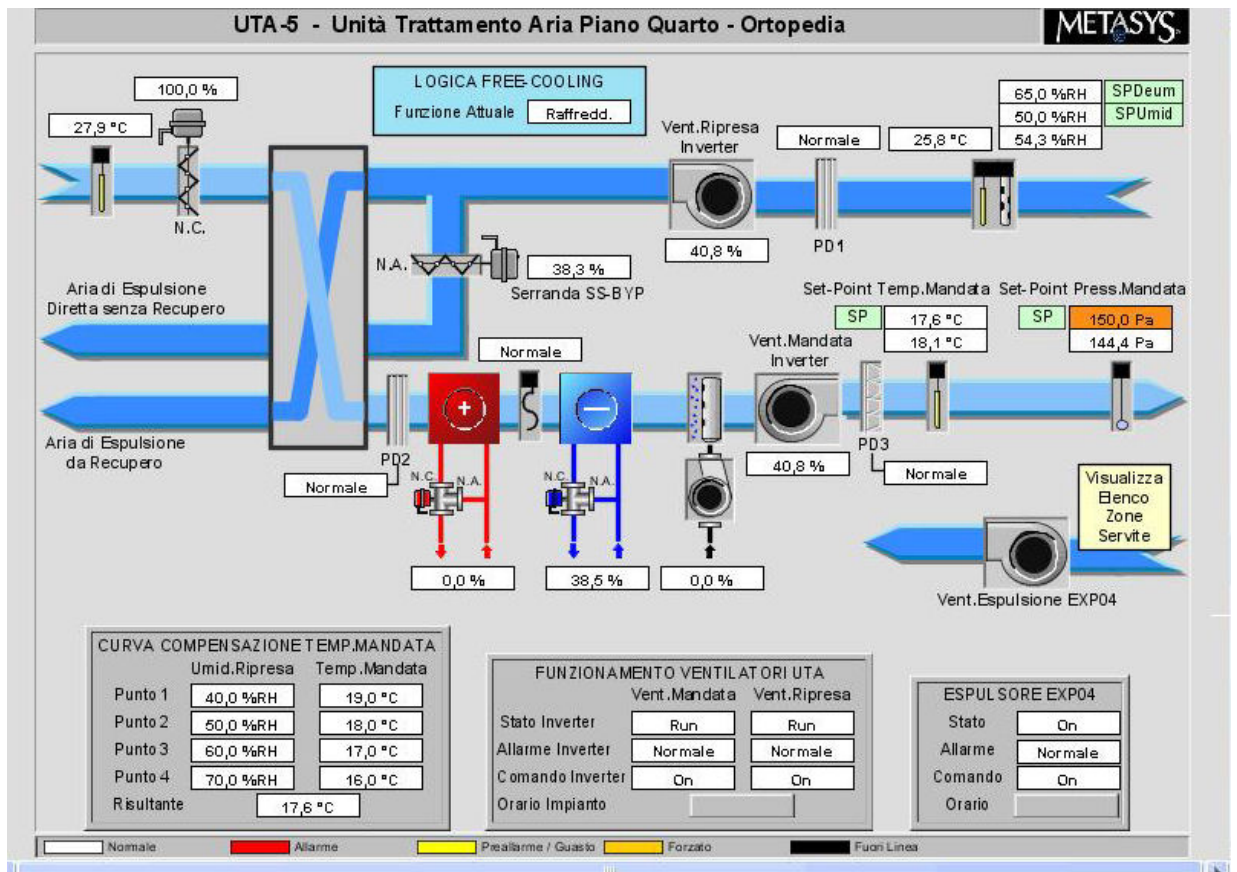 UTA-5 - Unità Trattamento Aria Piano Quarto - Ortopedia
METASYS
100,0 %
27,9 °C
N.C.
LOGICA FREE-COOLING
Funzione Attuale Raffredd.
Vent.Ripresa
Inverter
40,8 %
Normale
PD1
25,8 °C
65,0 %RH SPDeum
50,0 %RH SPUmid
54,3 %RH
N.A.
38,3 %
Serranda SS-BYP
Aria di Espulsione
Diretta senza Recupero
Aria di Espulsione
da Recupero
Set-Point Temp.Mandata
SP 17,6 °C
18,1 °C
Set-Point Press.Mandata
SP 150,0 Pa
144,4 Pa
Normale
Vent.Mandata
Inverter
40,8 %
PD2
Normale
PD3
Normale
N.C. N.A.
0,0 %
N.C. N.A.
38,5 %
0,0 %
Visualizza
Elenco
Zone
Servite
Vent.Espulsione EXP04
CURVA COMPENSAZIONE TEMP.MANDATA
Umid.Ripresa Temp.Mandata
Punto 1 40,0 %RH 19,0 °C
Punto 2 50,0 %RH 18,0 °C
Punto 3 60,0 %RH 17,0 °C
Punto 4 70,0 %RH 16,0 °C
Risultante 17,6 °C
FUNZIONAMENTO VENTILATORI UTA
Vent.Mandata Vent.Ripresa
Stato Inverter Run Run
Allarme Inverter Normale Normale
Comando Inverter On On
Orario Impianto
ESPULSORE EXP04
Stato On
Allarme Normale
Comando On
Orario
Normale Allarme Preallarme / Guasto Forzato Fuori Linea